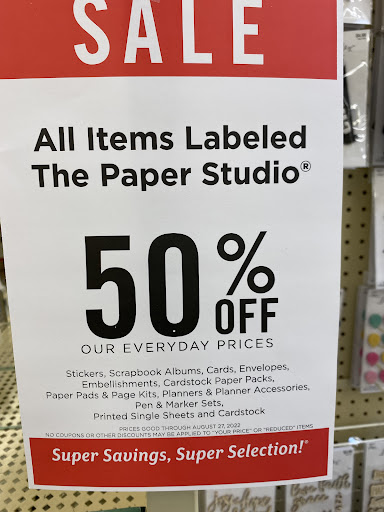 SALE
All Items Labeled
The Paper Studio®
50% OFF
OUR EVERYDAY PRICES
Stickers, Scrapbook Albums, Cards, Envelopes,
Embellishments, Cardstock Paper Packs,
Paper Pads & Page Kits, Planners & Planner Accessories,
Pen & Marker Sets,
Printed Single Sheets and Cardstock
PRICES GOOD THROUGH AUGUST 27, 2022
NO COUPONS OR OTHER DISCOUNTS MAY BE APPLIED TO "YOUR PRICE" OR "REDUCED" ITEMS
Super Savings, Super Selection!®